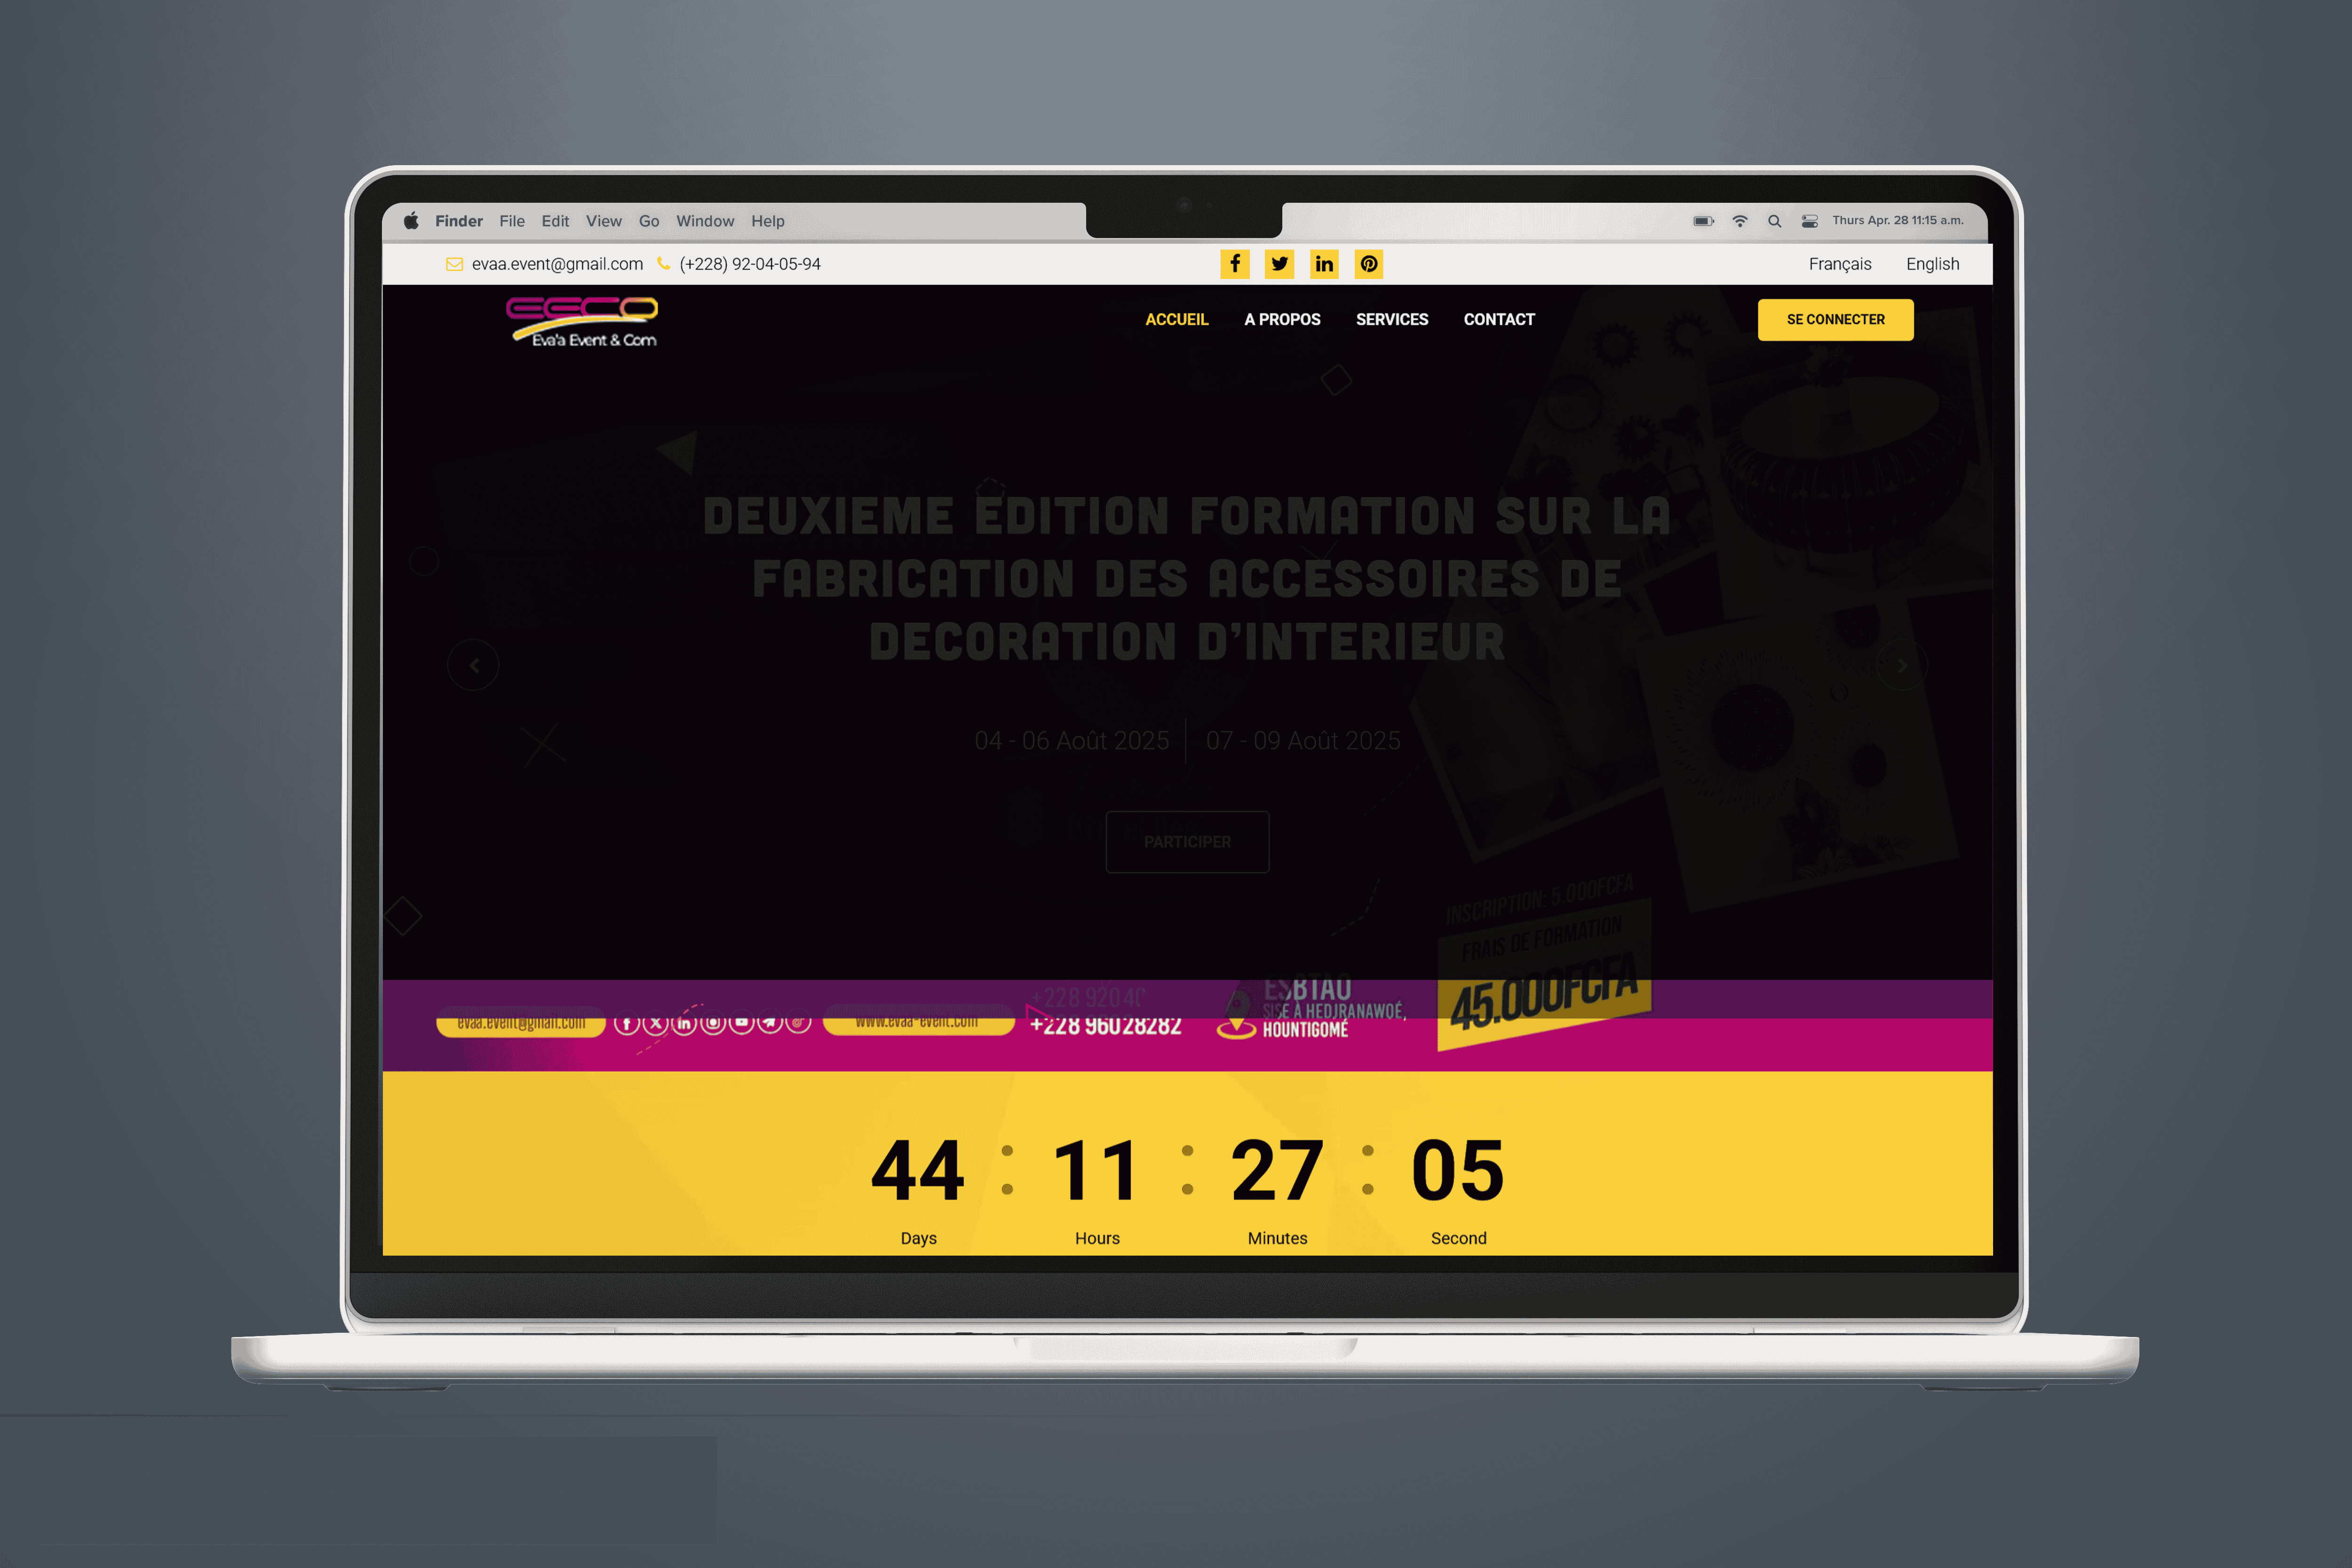 Finder File Edit View Go Window Help
Thurs Apr. 28 11:15 a.m.
evaa.event@gmail.com (+228) 92-04-05-94
Français English
EECO
Eva'a Event & Com
ACCUEIL A PROPOS SERVICES CONTACT
SE CONNECTER
DEUXIEME EDITION FORMATION SUR LA
FABRICATION DES ACCESSOIRES DE
DECORATION D'INTERIEUR
04 - 06 Août 2025 07 - 09 Août 2025
PARTICIPER
INSCRIPTION: 5.000FCFA
FRAIS DE FORMATION
45.000FCFA
evaa.event@gmail.com
www.evaa-event.com
+228 96028282
ESBTAO
SISE À HEDJRANAWOÉ,
HOUNTIGOMÉ
44 : 11 : 27 : 05
Days Hours Minutes Second